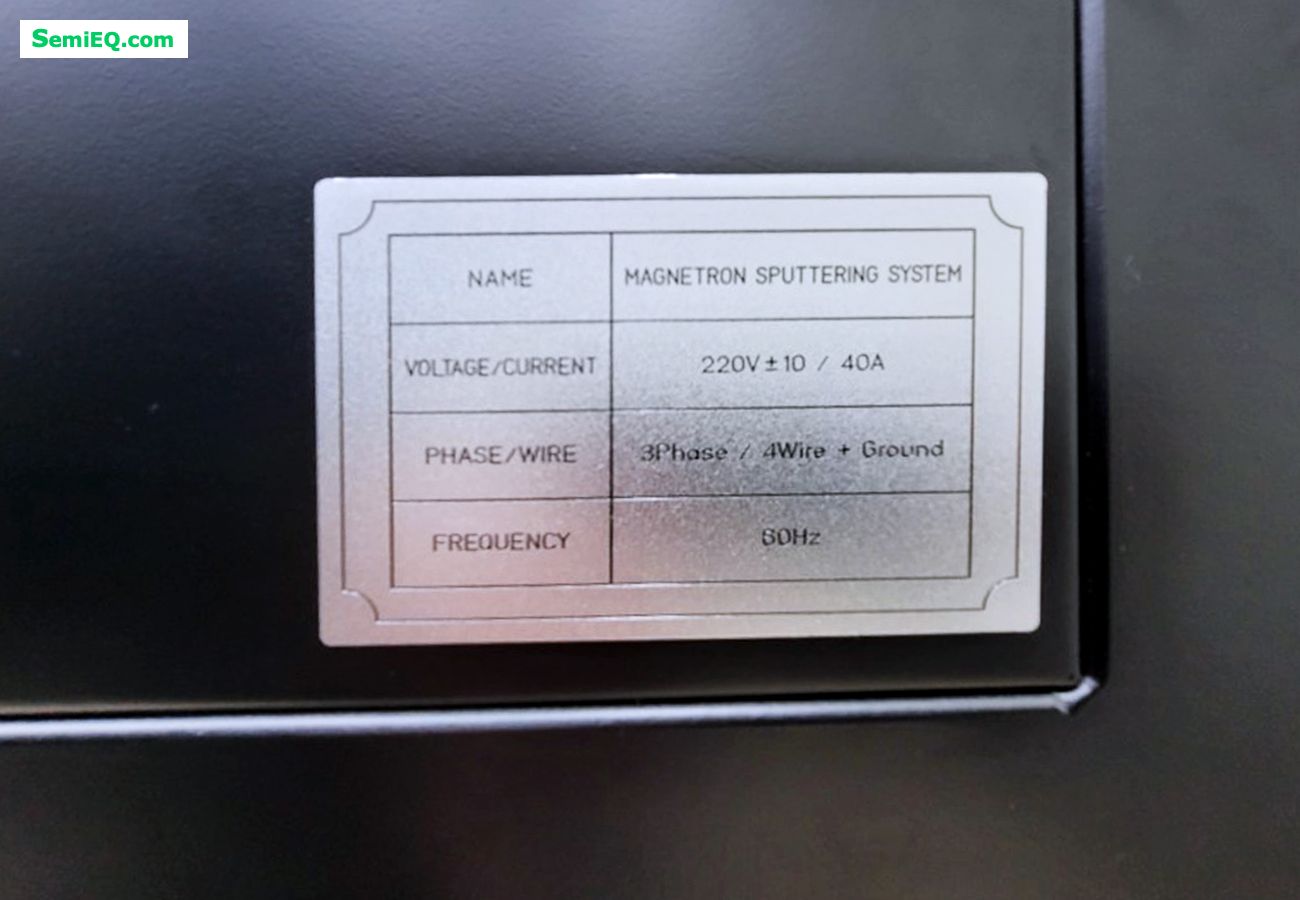 SemiEQ.com
NAME MAGNETRON SPUTTERING SYSTEM
VOLTAGE/CURRENT 220V±10 / 40A
PHASE/WIRE 3Phase / 4Wire + Ground
FREQUENCY 60Hz